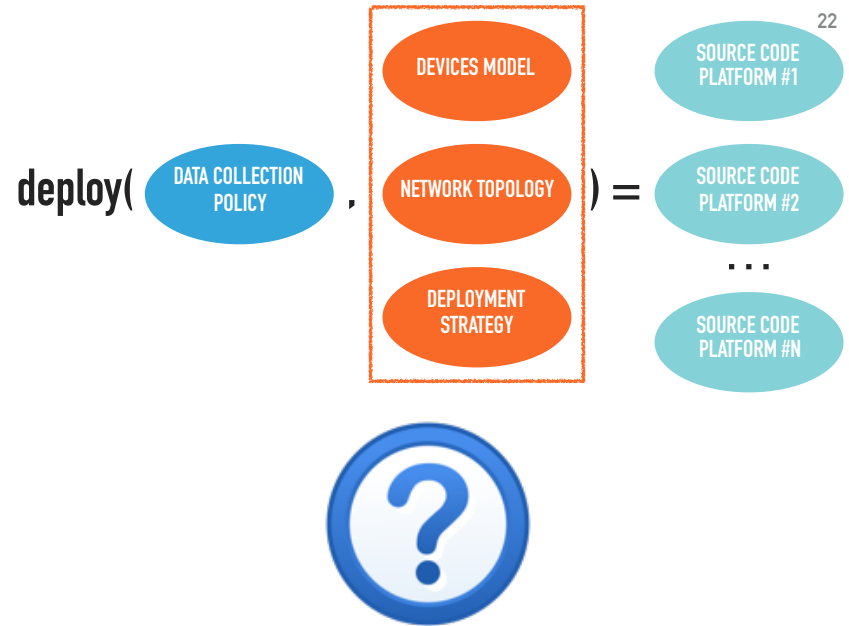 22
deploy(
DATA COLLECTION
POLICY
,
DEVICES MODEL
NETWORK TOPOLOGY
DEPLOYMENT
STRATEGY
) =
SOURCE CODE
PLATFORM #1
SOURCE CODE
PLATFORM #2
...
SOURCE CODE
PLATFORM #N
?